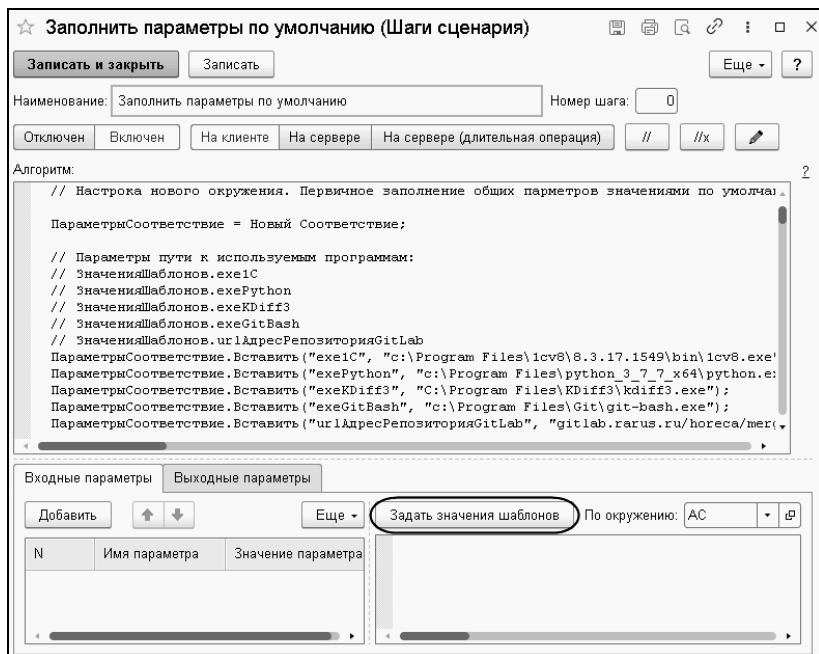 Заполнить параметры по умолчанию (Шаги сценария)
Записать и закрыть Записать Еще ?
Наименование: Заполнить параметры по умолчанию Номер шага: 0
Отключен Включен На клиенте На сервере На сервере (длительная операция) // //x
Алгоритм: ?
// Настрока нового окружения. Первичное заполнение общих парметров значениями по умолча
ПараметрыСоответствие = Новый Соответствие;
// Параметры пути к используемым программам:
// ЗначенияШаблонов.exe1C
// ЗначенияШаблонов.exePython
// ЗначенияШаблонов.exeKDiff3
// ЗначенияШаблонов.exeGitBash
// ЗначенияШаблонов.urlАдресРепозиторияGitLab
ПараметрыСоответствие.Вставить("exe1C", "c:\Program Files\1cv8\8.3.17.1549\bin\1cv8.exe"
ПараметрыСоответствие.Вставить("exePython", "c:\Program Files\python_3_7_7_x64\python.e
ПараметрыСоответствие.Вставить("exeKDiff3", "C:\Program Files\KDiff3\kdiff3.exe");
ПараметрыСоответствие.Вставить("exeGitBash", "c:\Program Files\Git\git-bash.exe");
ПараметрыСоответствие.Вставить("urlАдресРепозиторияGitLab", "gitlab.rarus.ru/horeca/mer
Входные параметры Выходные параметры
Добавить Еще Задать значения шаблонов По окружению: АС
N Имя параметра Значение параметра